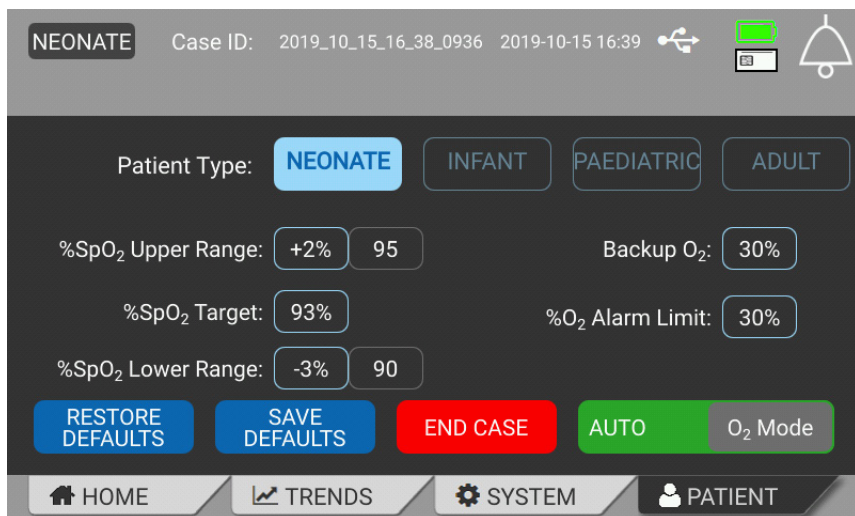 NEONATE Case ID: 2019_10_15_16_38_0936 2019-10-15 16:39
Patient Type: NEONATE INFANT PAEDIATRIC ADULT
%SpO₂ Upper Range: +2% 95 Backup O₂: 30%
%SpO₂ Target: 93% %O₂ Alarm Limit: 30%
%SpO₂ Lower Range: -3% 90
RESTORE DEFAULTS SAVE DEFAULTS END CASE AUTO O₂ Mode
HOME TRENDS SYSTEM PATIENT